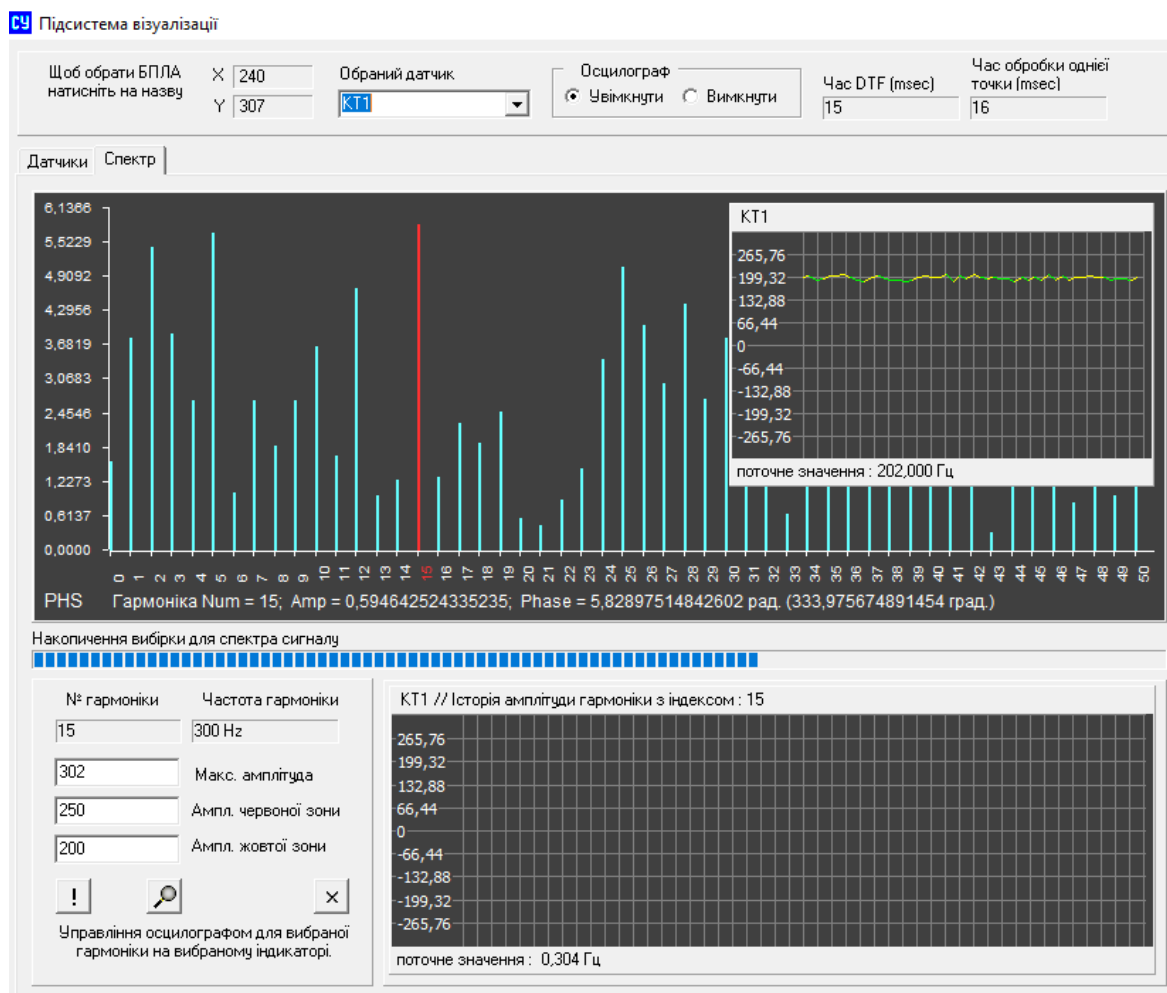 СУ Підсистема візуалізації
Щоб обрати БПЛА
натисніть на назву
X 240
Y 307
Обраний датчик
КТ1
Осцилограф
Увімкнути Вимкнути
Час DTF (msec)
15
Час обробки однієї
точки (msec)
16
Датчики Спектр
6,1366
5,5229
4,9092
4,2956
3,6819
3,0683
2,4546
1,8410
1,2273
0,6137
0,0000
КТ1
265,76
199,32
132,88
66,44
0
-66,44
-132,88
-199,32
-265,76
поточне значення : 202,000 Гц
0 1 2 3 4 5 6 7 8 9 10 11 12 13 14 15 16 17 18 19 20 21 22 23 24 25 26 27 28 29 30 31 32 33 34 35 36 37 38 39 40 41 42 43 44 45 46 47 48 49 50
PHS Гармоніка Num = 15; Amp = 0,594642524335235; Phase = 5,82897514842602 рад. (333,975674891454 град.)
Накопичення вибірки для спектра сигналу
№ гармоніки Частота гармоніки
15 300 Hz
302 Макс. амплітуда
250 Ампл. червоної зони
200 Ампл. жовтої зони
! ×
Управління осцилографом для вибраної
гармоніки на вибраному індикаторі.
КТ1 // Історія амплітуди гармоніки з індексом : 15
265,76
199,32
132,88
66,44
0
-66,44
-132,88
-199,32
-265,76
поточне значення : 0,304 Гц